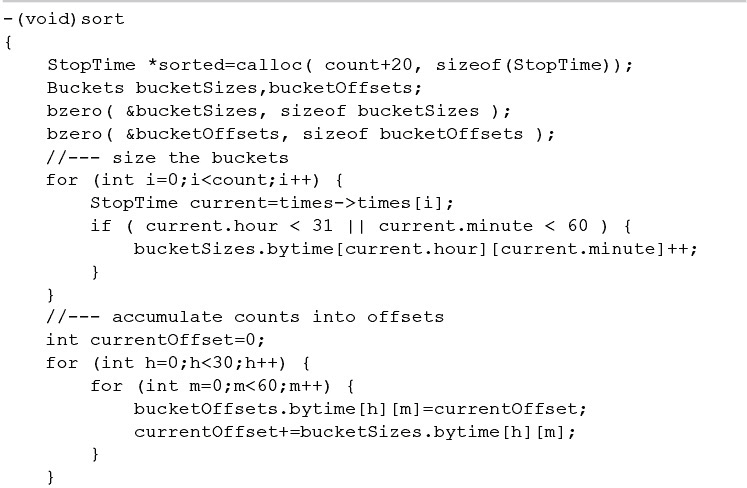 -(void)sort
{
    StopTime *sorted=calloc( count+20, sizeof(StopTime));
    Buckets bucketSizes,bucketOffsets;
    bzero( &bucketSizes, sizeof bucketSizes );
    bzero( &bucketOffsets, sizeof bucketOffsets );
    //--- size the buckets
    for (int i=0;i<count;i++) {
        StopTime current=times->times[i];
        if ( current.hour < 31 || current.minute < 60 ) {
            bucketSizes.bytime[current.hour][current.minute]++;
        }
    }
    //--- accumulate counts into offsets
    int currentOffset=0;
    for (int h=0;h<30;h++) {
        for (int m=0;m<60;m++) {
            bucketOffsets.bytime[h][m]=currentOffset;
            currentOffset+=bucketSizes.bytime[h][m];
        }
    }